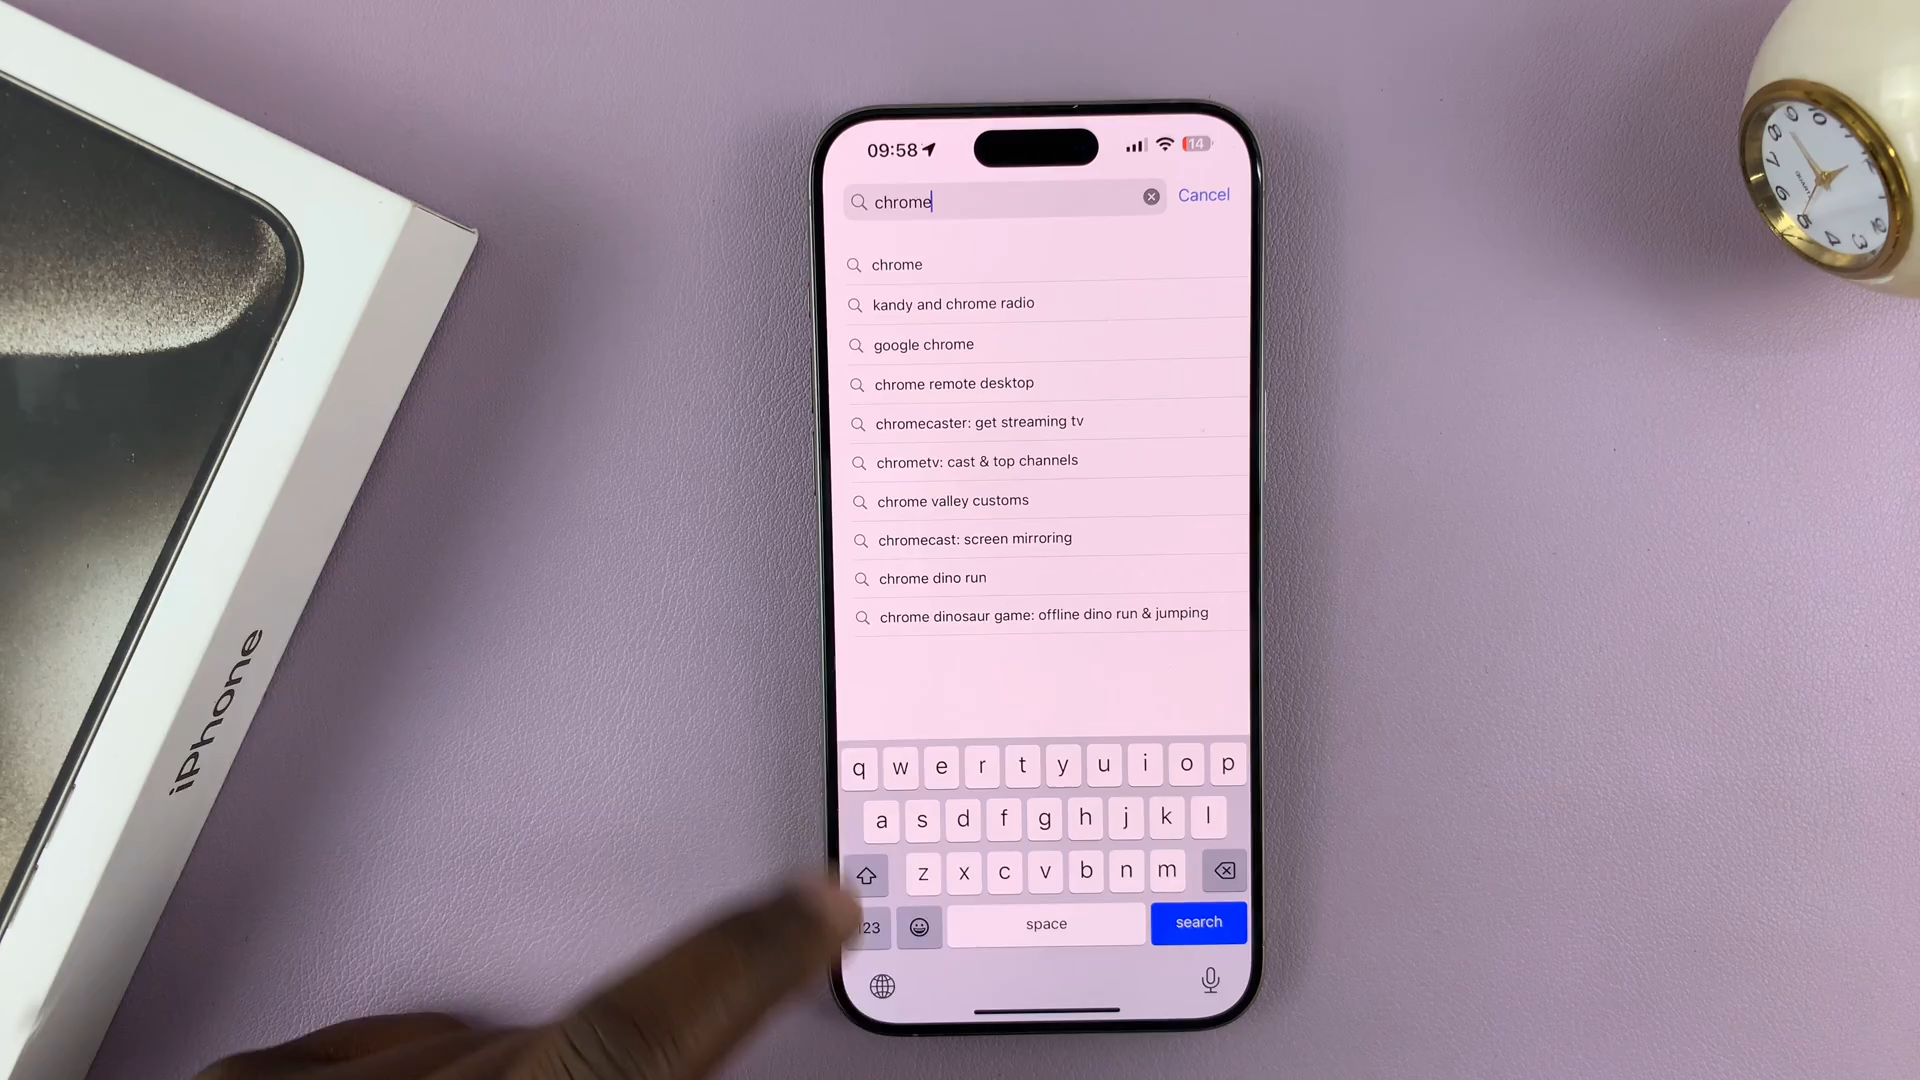 09:58
14
chrome
Cancel
chrome
kandy and chrome radio
google chrome
chrome remote desktop
chromecaster: get streaming tv
chrometv: cast & top channels
chrome valley customs
chromecast: screen mirroring
chrome dino run
chrome dinosaur game: offline dino run & jumping
q w e r t y u i o p
a s d f g h j k l
z x c v b n m
123 space search
iPhone
QUARTZ